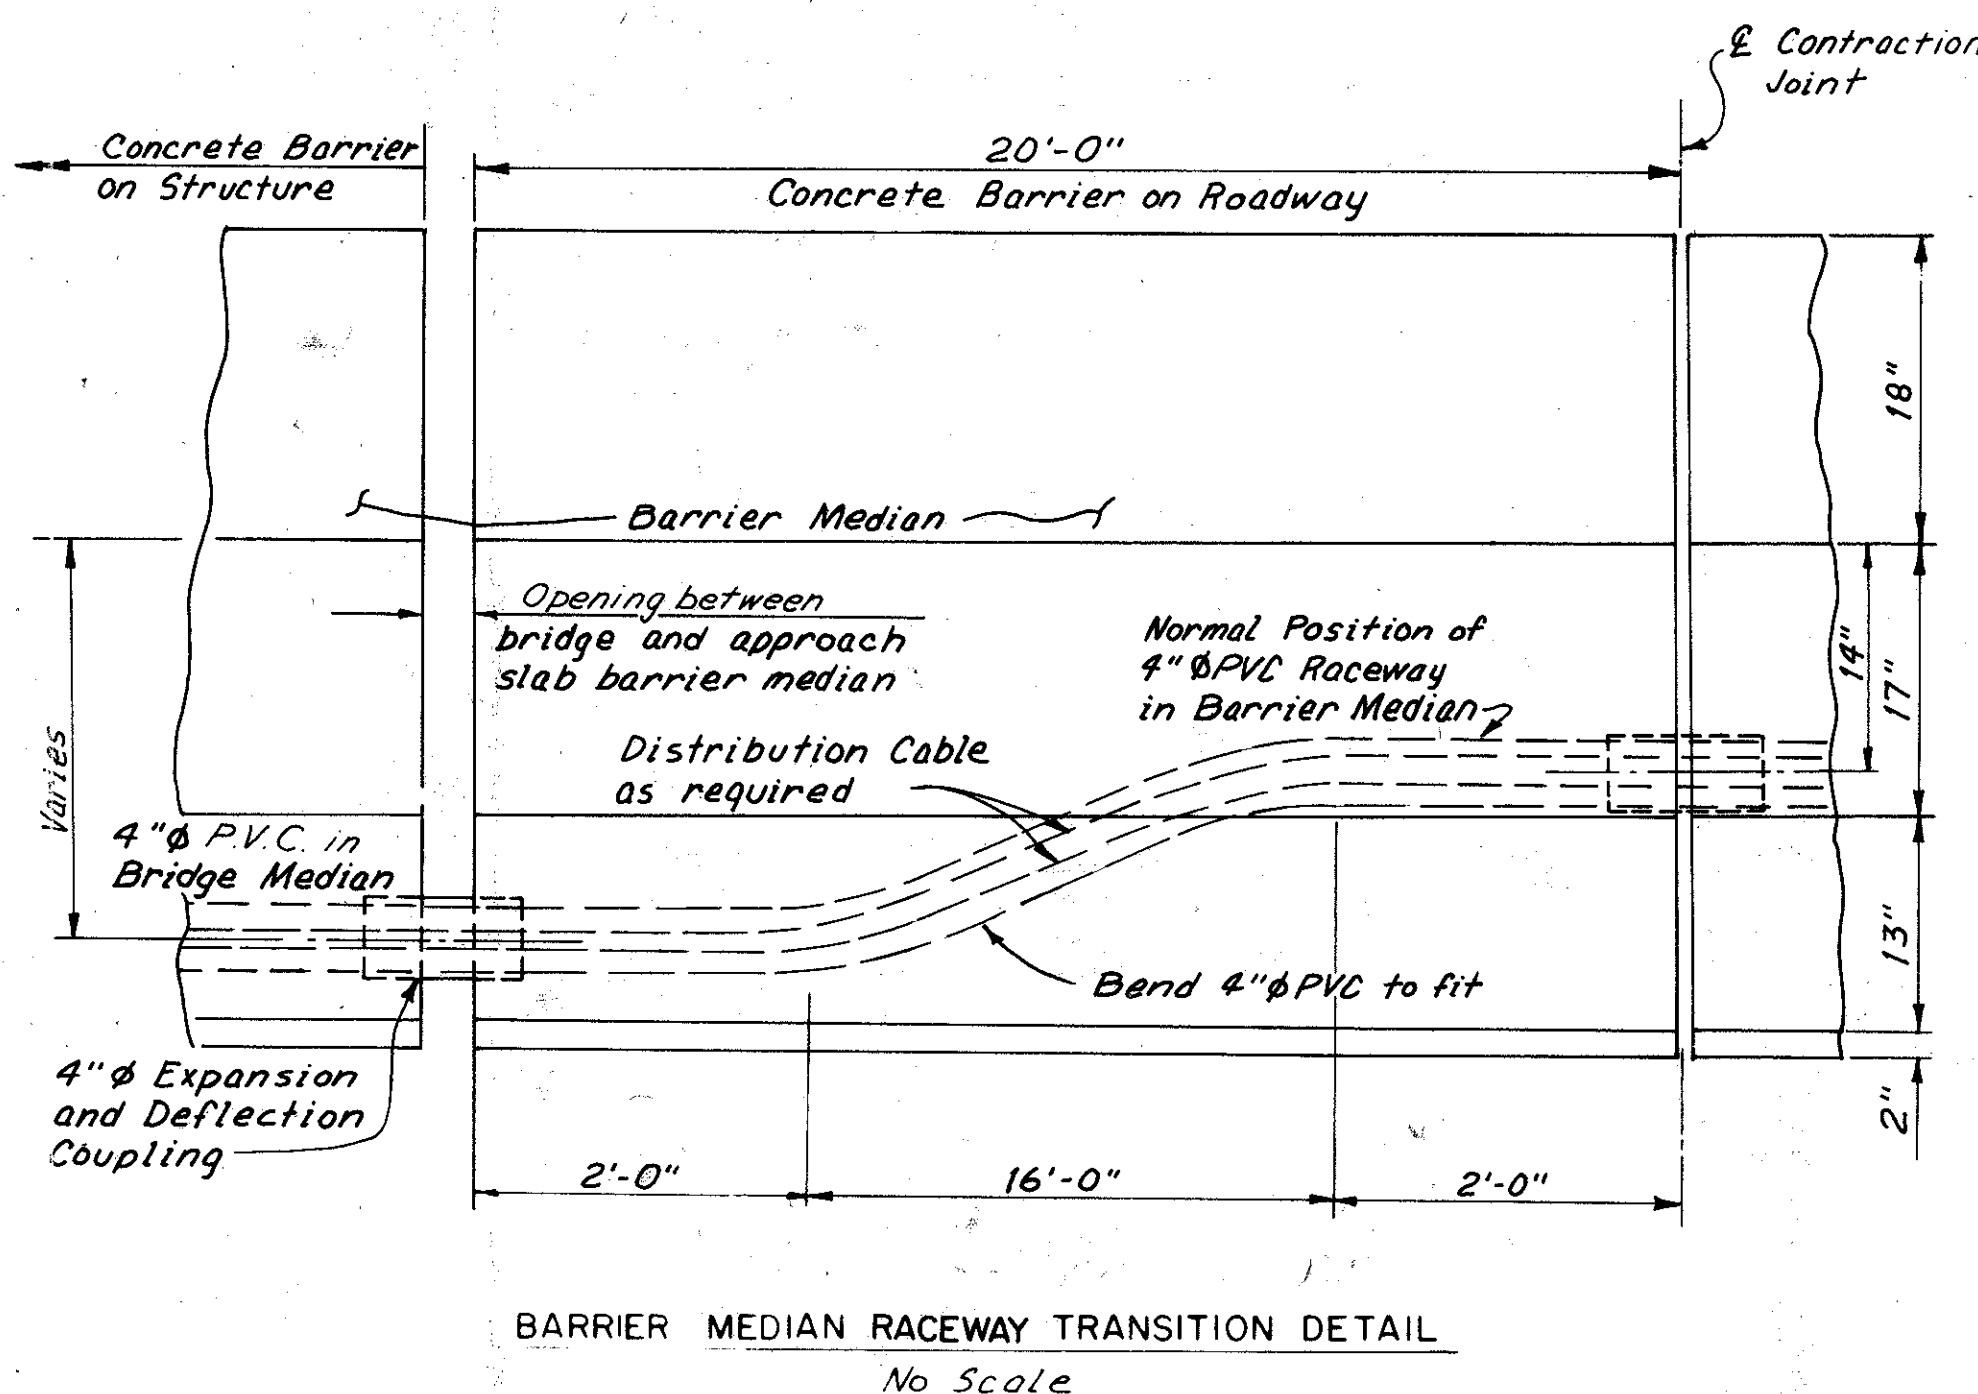 ℄ Contraction
Joint
Concrete Barrier
on Structure
20'-0"
Concrete Barrier on Roadway
18"
Barrier Median
Opening between
bridge and approach
slab barrier median
Normal Position of
4"ϕ PVC Raceway
in Barrier Median
14"
17"
Varies
Distribution Cable
as required
4"ϕ P.V.C. in
Bridge Median
13"
Bend 4"ϕ PVC to fit
4"ϕ Expansion
and Deflection
Coupling
2"
2'-0"
16'-0"
2'-0"
BARRIER MEDIAN RACEWAY TRANSITION DETAIL
No Scale